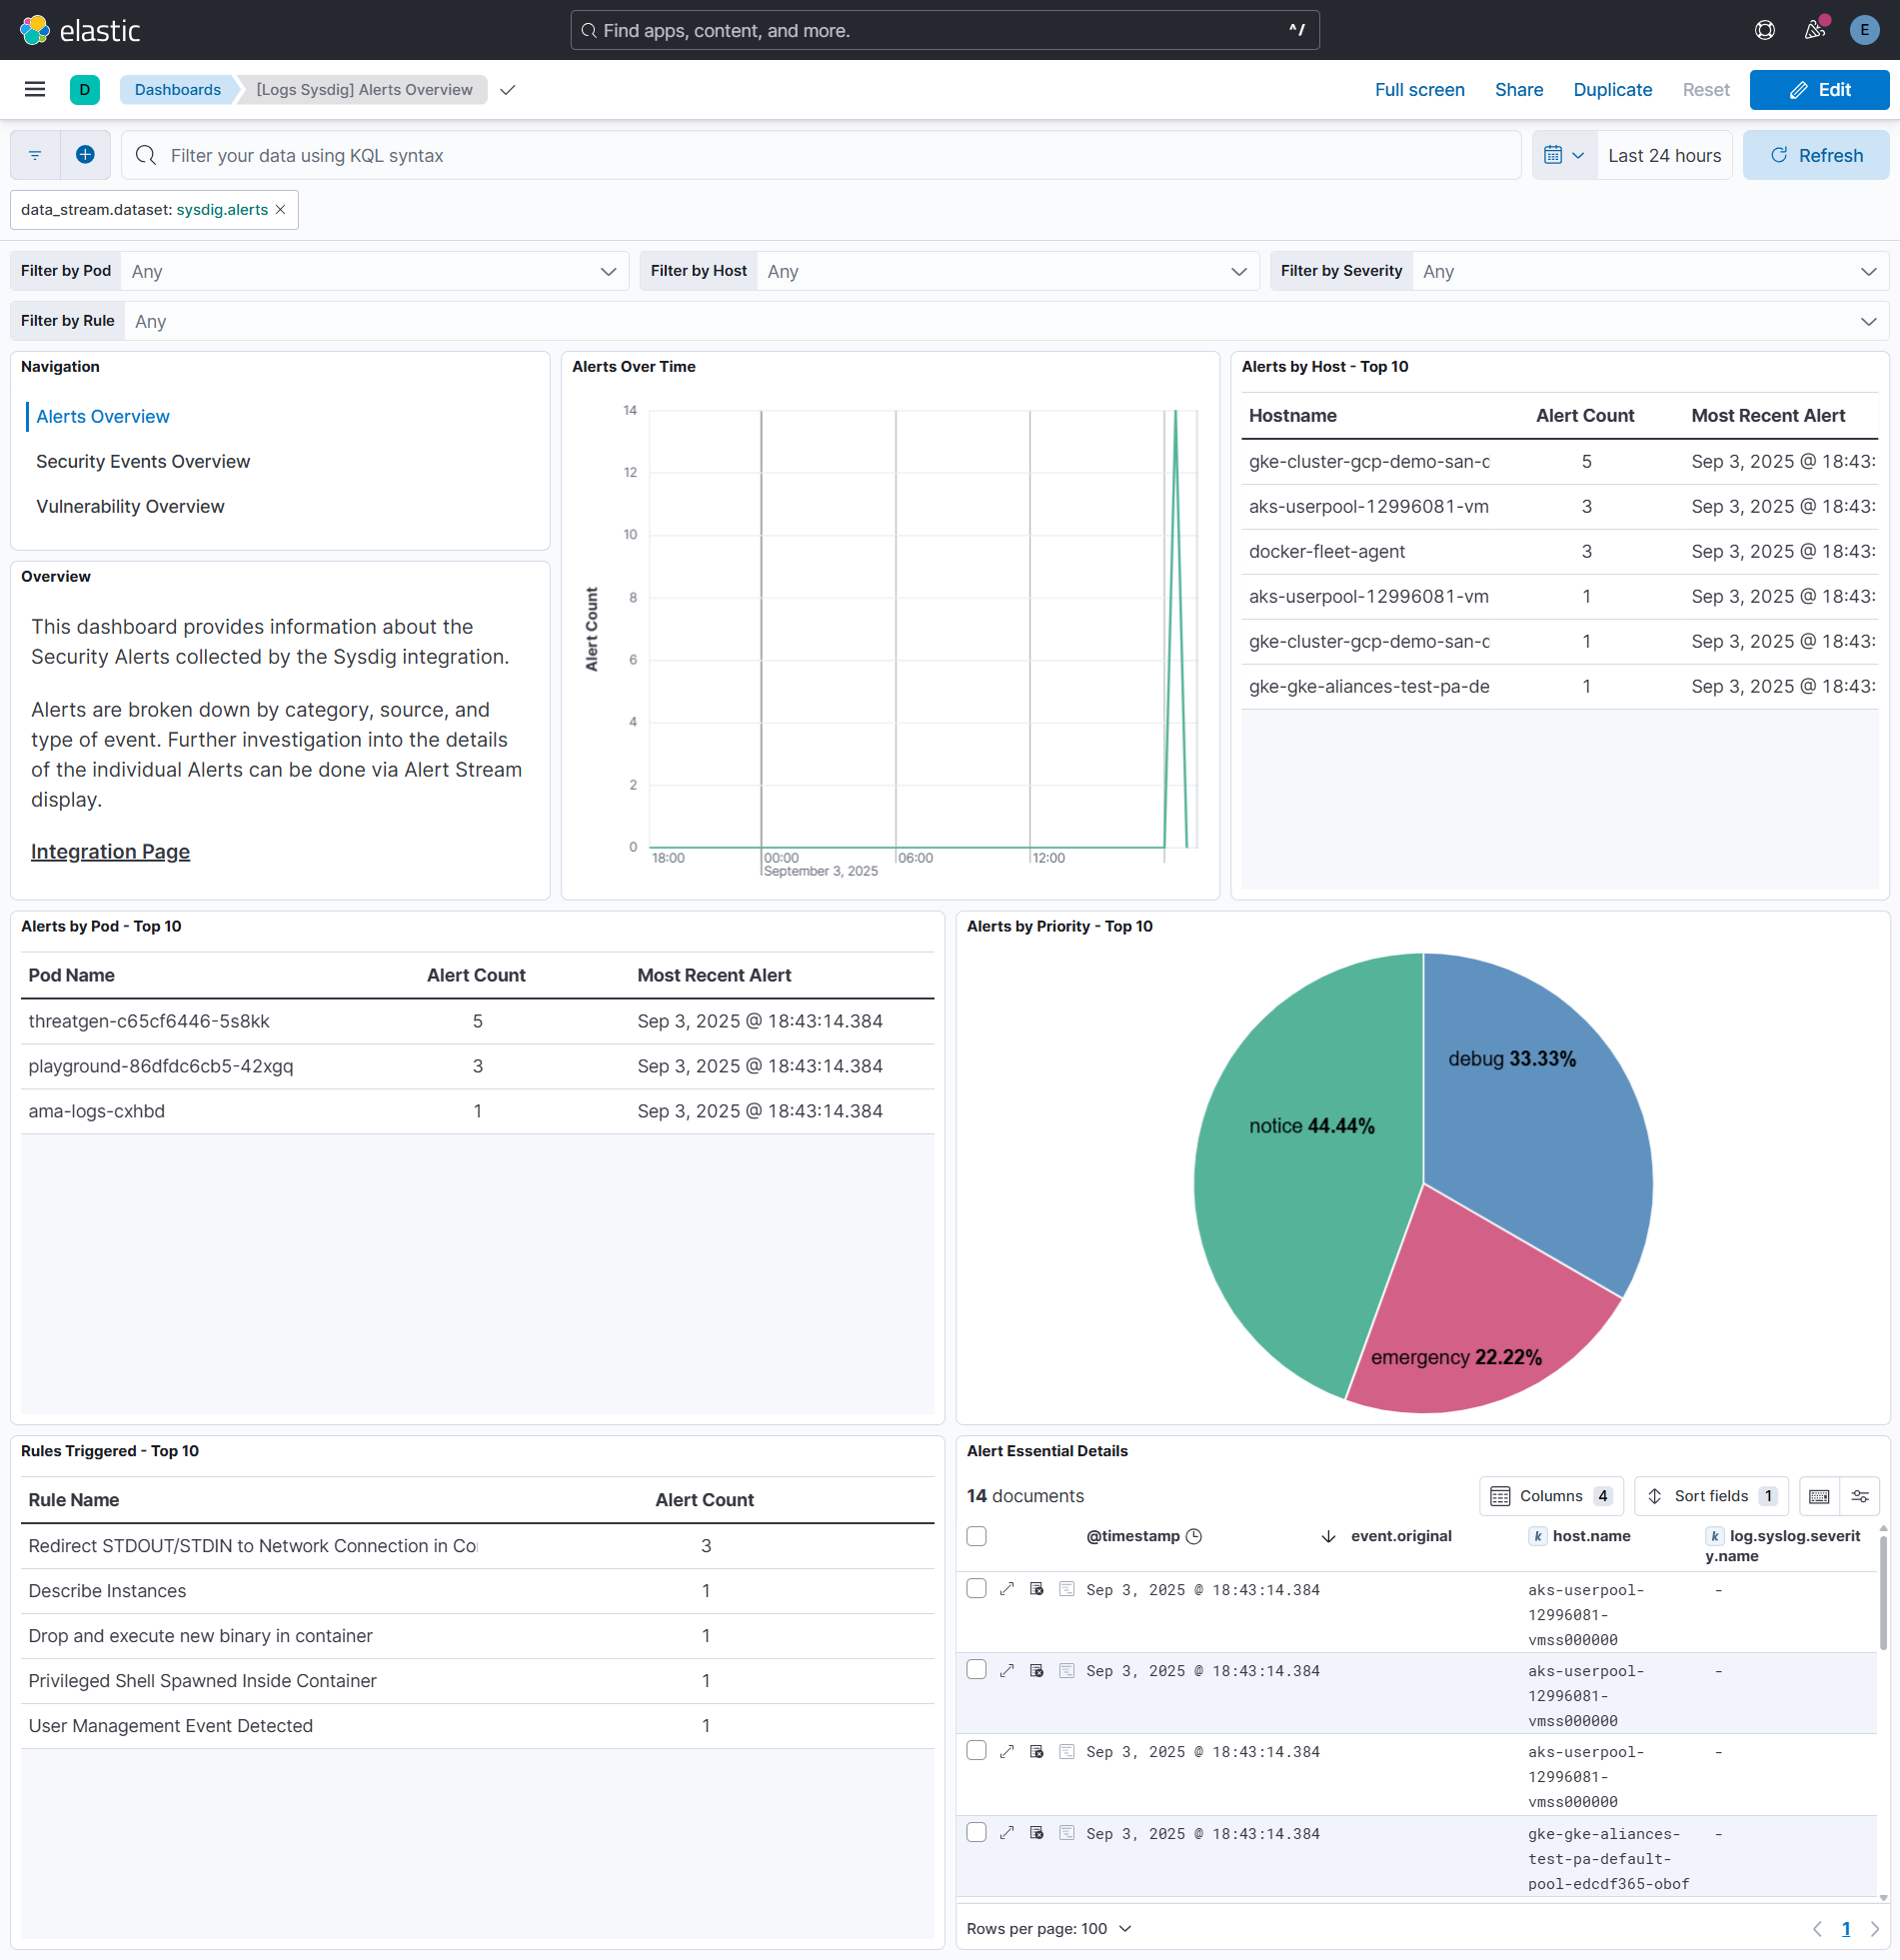 elastic
Find apps, content, and more.
^/
E
D
Dashboards
[Logs Sysdig] Alerts Overview
Full screen
Share
Duplicate
Reset
Edit
Filter your data using KQL syntax
Last 24 hours
Refresh
data_stream.dataset: sysdig.alerts
Filter by Pod Any
Filter by Host Any
Filter by Severity Any
Filter by Rule Any
Navigation
Alerts Overview
Security Events Overview
Vulnerability Overview
Overview
This dashboard provides information about the
Security Alerts collected by the Sysdig integration.
Alerts are broken down by category, source, and
type of event. Further investigation into the details
of the individual Alerts can be done via Alert Stream
display.
Integration Page
Alerts Over Time
Alert Count
14
12
10
8
6
4
2
0
18:00
00:00
06:00
12:00
September 3, 2025
Alerts by Host - Top 10
Hostname Alert Count Most Recent Alert
gke-cluster-gcp-demo-san-d 5 Sep 3, 2025 @ 18:43:
aks-userpool-12996081-vm 3 Sep 3, 2025 @ 18:43:
docker-fleet-agent 3 Sep 3, 2025 @ 18:43:
aks-userpool-12996081-vm 1 Sep 3, 2025 @ 18:43:
gke-cluster-gcp-demo-san-d 1 Sep 3, 2025 @ 18:43:
gke-gke-aliances-test-pa-de 1 Sep 3, 2025 @ 18:43:
Alerts by Pod - Top 10
Pod Name Alert Count Most Recent Alert
threatgen-c65cf6446-5s8kk 5 Sep 3, 2025 @ 18:43:14.384
playground-86dfdc6cb5-42xgq 3 Sep 3, 2025 @ 18:43:14.384
ama-logs-cxhbd 1 Sep 3, 2025 @ 18:43:14.384
Alerts by Priority - Top 10
debug 33.33%
notice 44.44%
emergency 22.22%
Rules Triggered - Top 10
Rule Name Alert Count
Redirect STDOUT/STDIN to Network Connection in Co 3
Describe Instances 1
Drop and execute new binary in container 1
Privileged Shell Spawned Inside Container 1
User Management Event Detected 1
Alert Essential Details
14 documents
Columns 4
Sort fields 1
@timestamp event.original k host.name k log.syslog.severit
y.name
Sep 3, 2025 @ 18:43:14.384 aks-userpool- -
12996081-
vmss000000
Sep 3, 2025 @ 18:43:14.384 aks-userpool- -
12996081-
vmss000000
Sep 3, 2025 @ 18:43:14.384 aks-userpool- -
12996081-
vmss000000
Sep 3, 2025 @ 18:43:14.384 gke-gke-aliances- -
test-pa-default-
pool-edcdf365-obof
Rows per page: 100
1